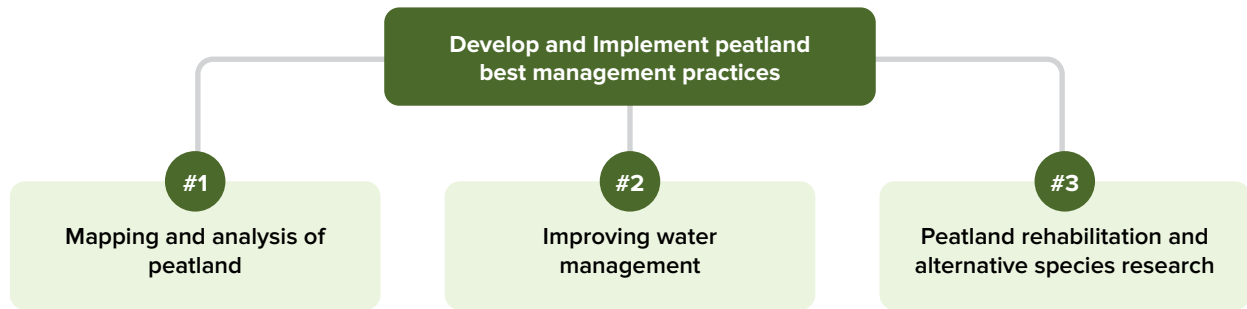 Develop and Implement peatland
best management practices
#1
Mapping and analysis of
peatland
#2
Improving water
management
#3
Peatland rehabilitation and
alternative species research